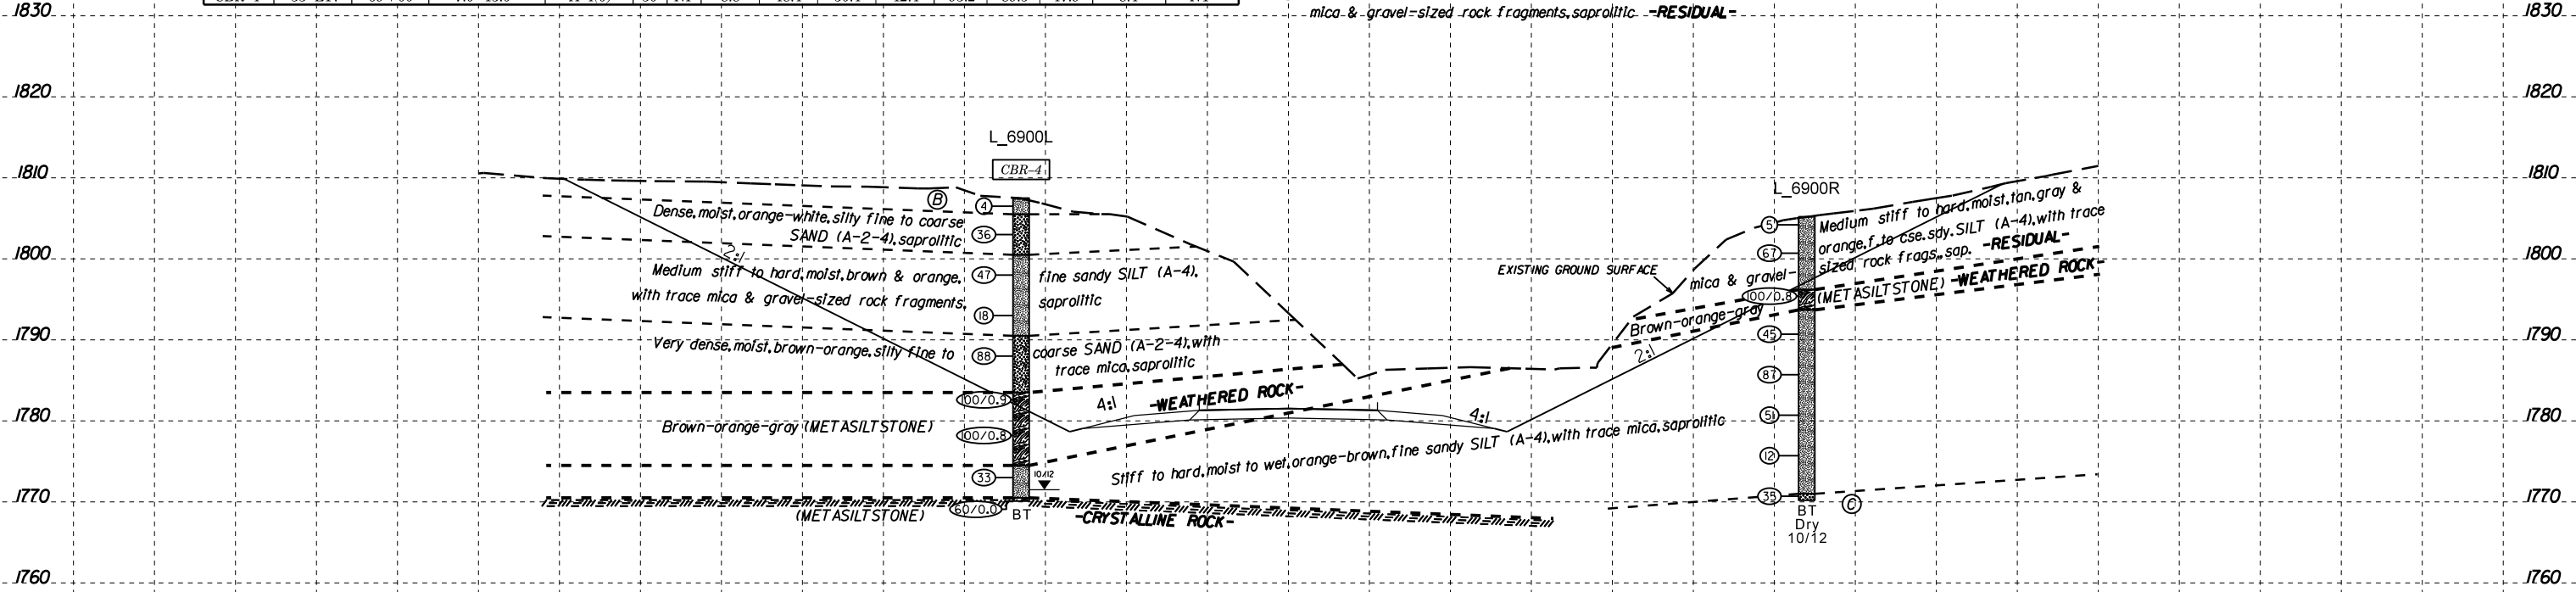 mica & gravel-sized rock fragments,saprolitic -RESIDUAL-
1830 1830
1820 1820
L_6900L
CBR-4
1810 1810
L_6900R
B
4
5
Dense,moist,orange-white,silty fine to coarse
SAND (A-2-4),saprolitic
36
Medium stiff to hard,moist,tan,gray &
orange,f.to cse.sdy.SILT (A-4),with trace
mica & gravel-sized rock frags.,sap. -RESIDUAL-
67
2:1
1800 1800
Medium stiff to hard,moist,brown & orange,
fine sandy SILT (A-4),
47
with trace mica & gravel-sized rock fragments,
saprolitic
EXISTING GROUND SURFACE
100/0.8
Brown-orange-gray (METASILTSTONE) -WEATHERED ROCK-
18
45
1790 1790
Very dense,moist,brown-orange,silty fine to
88
coarse SAND (A-2-4),with
trace mica,saprolitic
2:1
87
100/0.9
4:1
-WEATHERED ROCK-
4:1
51
1780 1780
Brown-orange-gray (METASILTSTONE)
100/0.8
12
33
10/12
Stiff to hard,moist to wet,orange-brown,fine sandy SILT (A-4),with trace mica,saprolitic
35
C
1770 1770
(METASILTSTONE)
60/0.0
BT
-CRYSTALLINE ROCK-
BT
Dry
10/12
1760 1760